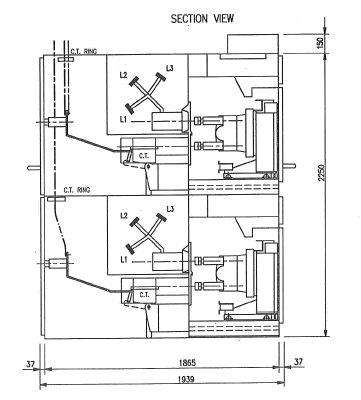 SECTION VIEW
150
C.T. RING
L2
L3
L1
C.T.
2250
C.T. RING
L2
L3
L1
C.T.
37
1865
37
1939